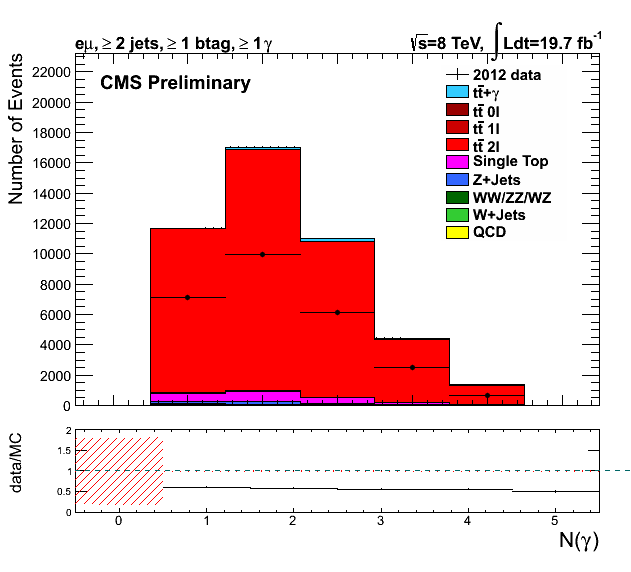 eμ, ≥ 2 jets, ≥ 1 btag, ≥ 1γ
√s=8 TeV, ∫Ldt=19.7 fb⁻¹
CMS Preliminary
Number of Events
22000
20000
18000
16000
14000
12000
10000
8000
6000
4000
2000
0
2012 data
tt̄+γ
tt̄ 0l
tt̄ 1l
tt̄ 2l
Single Top
Z+Jets
WW/ZZ/WZ
W+Jets
QCD
data/MC
2
1.5
1
0.5
0
0 1 2 3 4 5
N(γ)